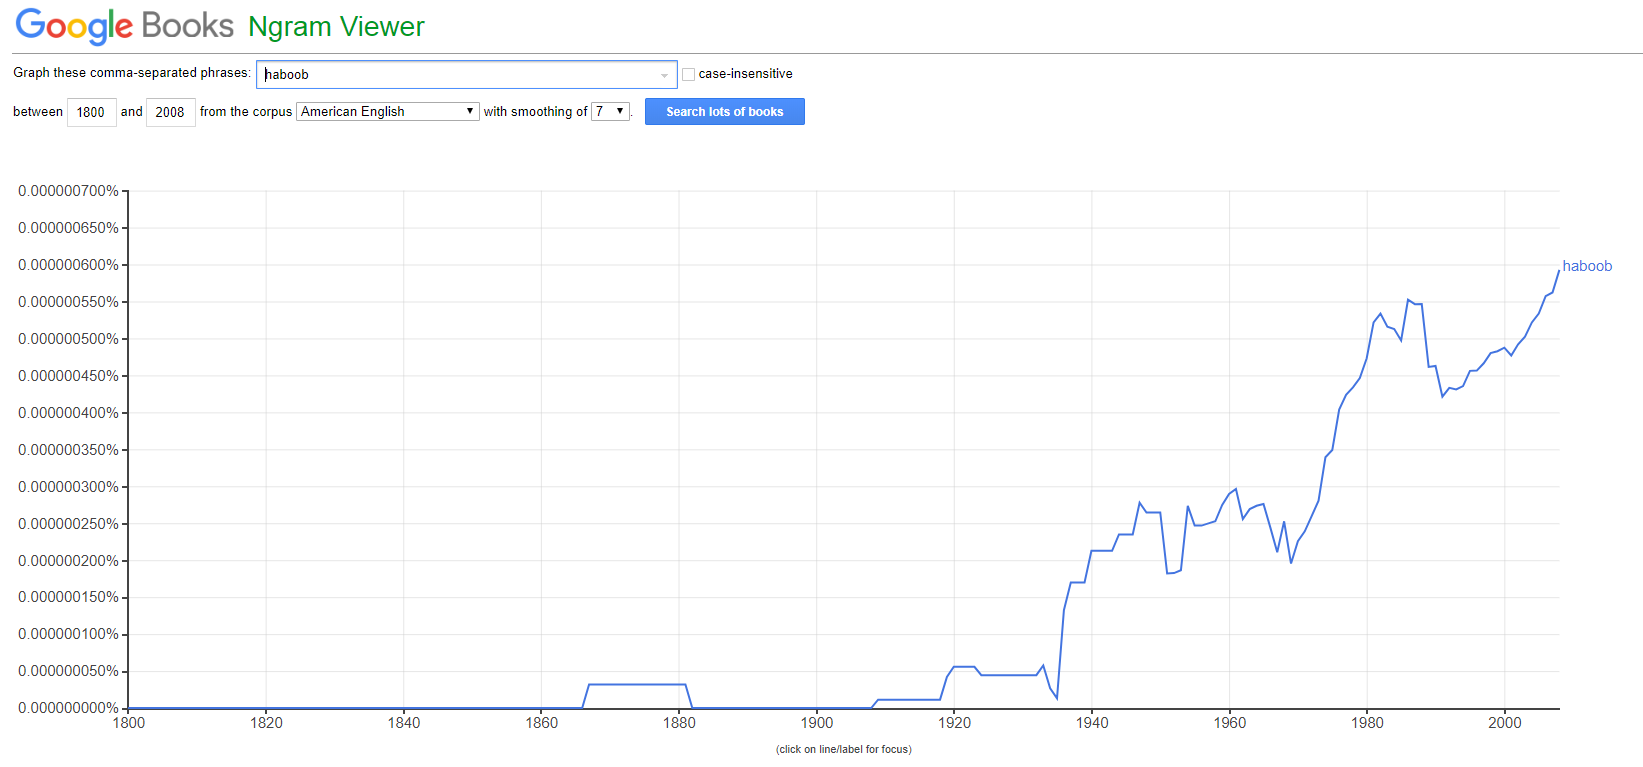 Google Books Ngram Viewer
Graph these comma-separated phrases: haboob case-insensitive
between 1800 and 2008 from the corpus American English with smoothing of 7 . Search lots of books
0.000000700%
0.000000650%
0.000000600%
haboob
0.000000550%
0.000000500%
0.000000450%
0.000000400%
0.000000350%
0.000000300%
0.000000250%
0.000000200%
0.000000150%
0.000000100%
0.000000050%
0.000000000%
1800 1820 1840 1860 1880 1900 1920 1940 1960 1980 2000
(click on line/label for focus)